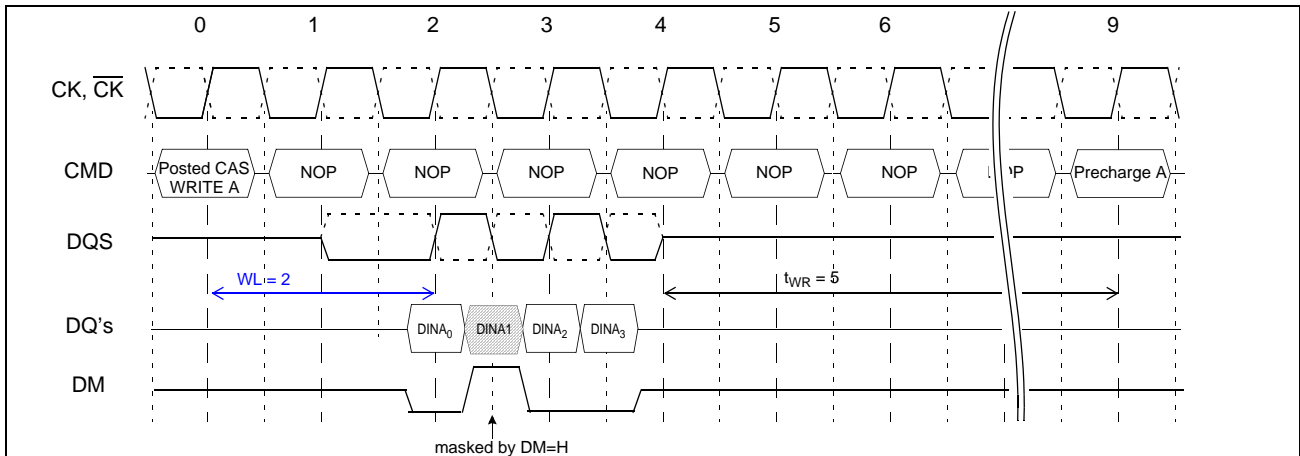 0 1 2 3 4 5 6 9
CK, CK
CMD
Posted CAS
WRITE A
NOP NOP NOP NOP NOP NOP
Precharge A
DQS
WL = 2
tWR = 5
DQ's
DINA0 DINA1 DINA2 DINA3
DM
masked by DM=H